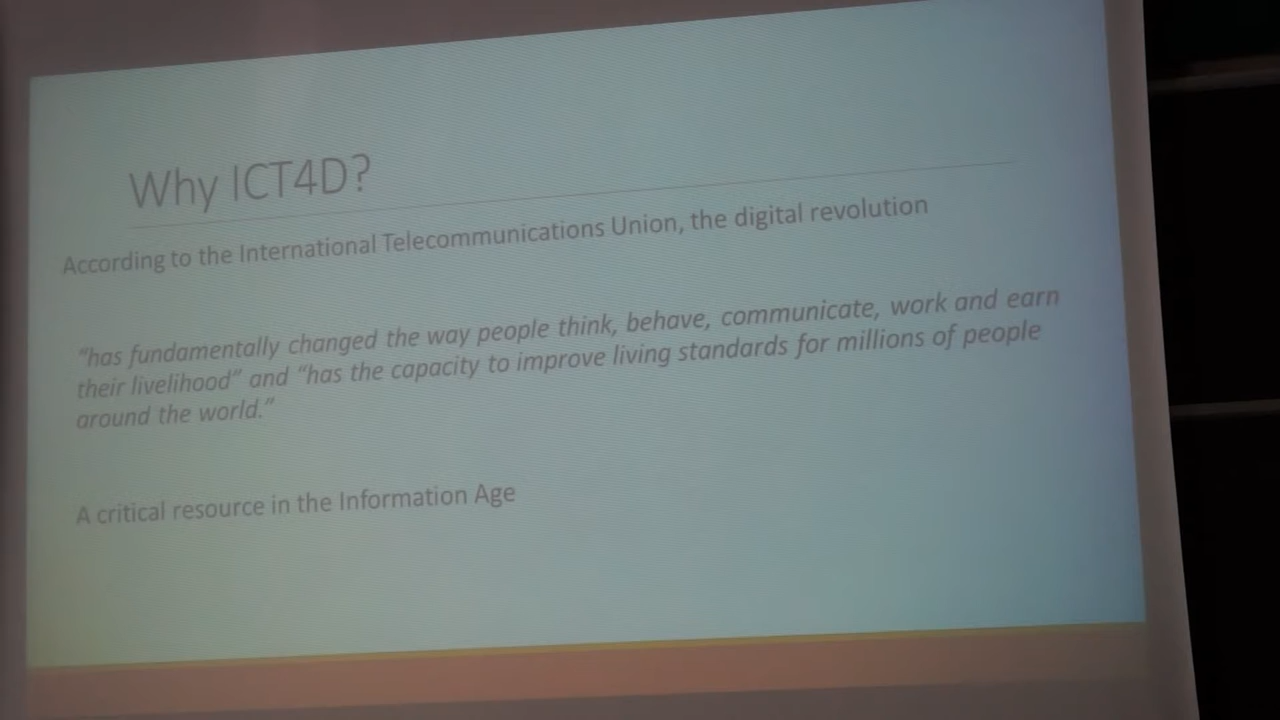 Why ICT4D?
According to the International Telecommunications Union, the digital revolution
“has fundamentally changed the way people think, behave, communicate, work and earn
their livelihood” and “has the capacity to improve living standards for millions of people
around the world.”
A critical resource in the Information Age